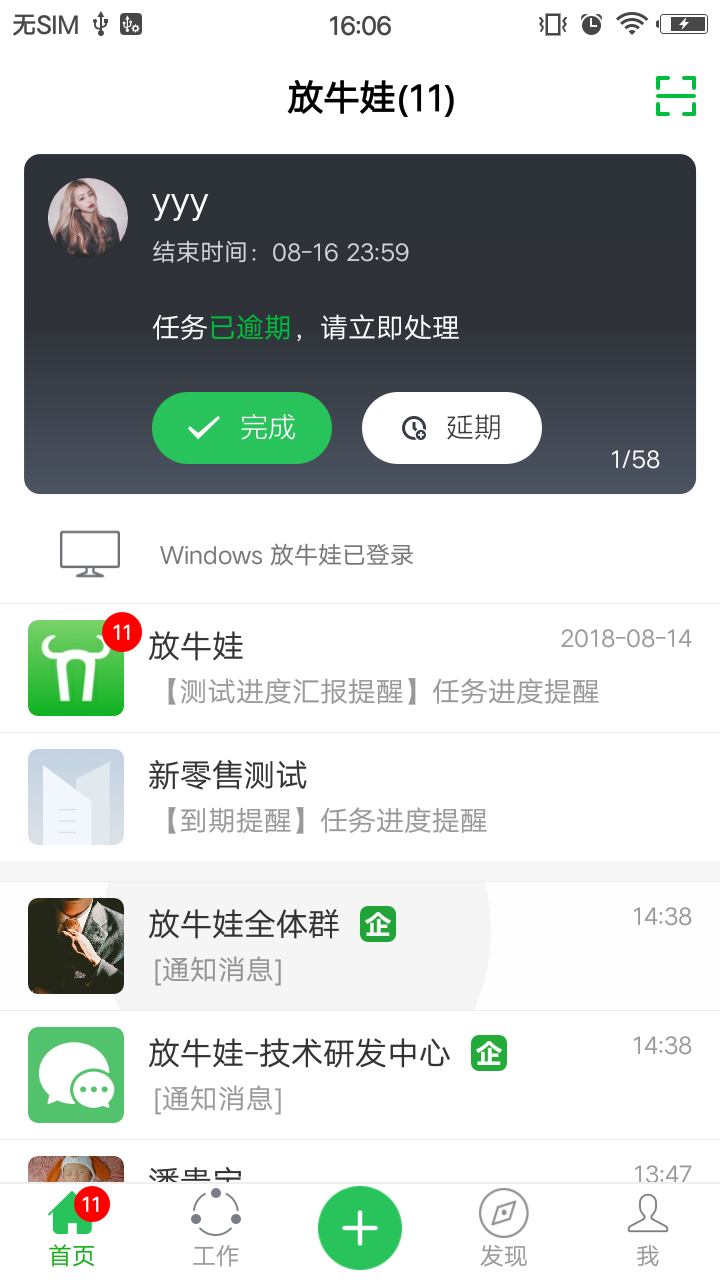 无SIM 16:06
放牛娃(11)
yyy
结束时间：08-16 23:59
任务已逾期，请立即处理
完成 延期
1/58
Windows 放牛娃已登录
11
放牛娃 2018-08-14
【测试进度汇报提醒】任务进度提醒
新零售测试
【到期提醒】任务进度提醒
放牛娃全体群 企 14:38
[通知消息]
放牛娃-技术研发中心 企 14:38
[通知消息]
潘贵宝 13:47
11
首页 工作 发现 我